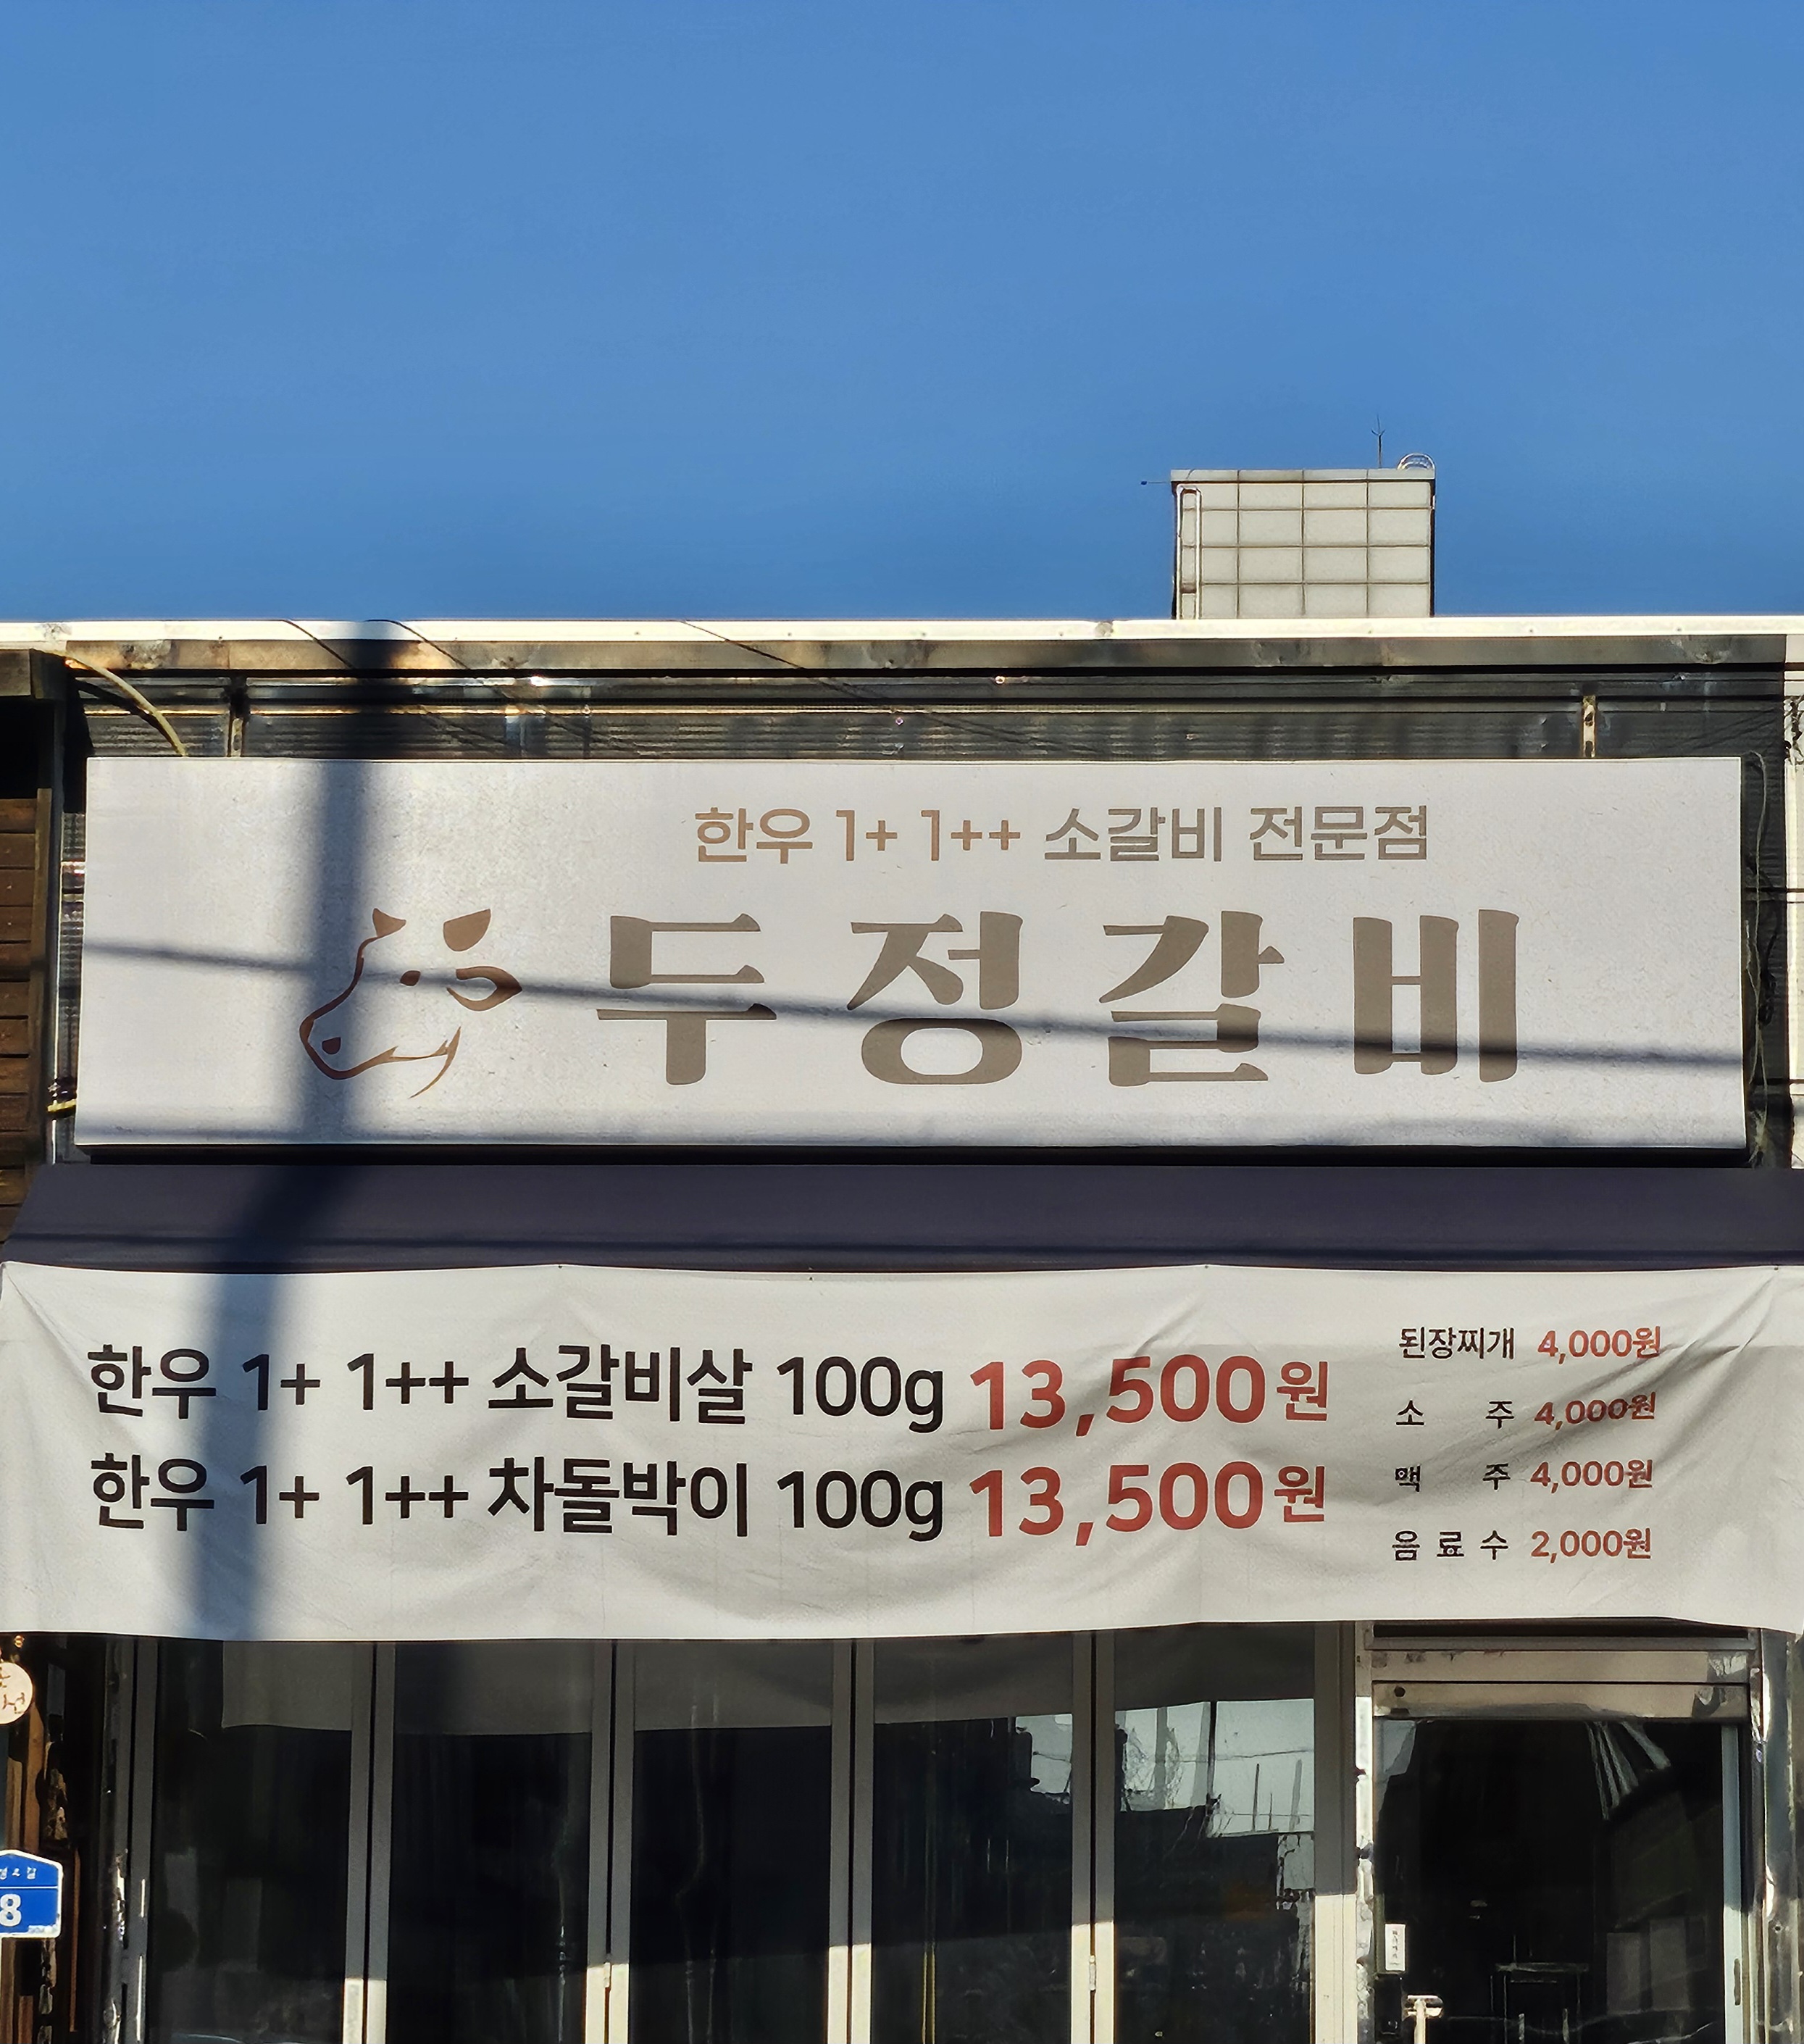 한우 1+ 1++ 소갈비 전문점
두정갈비
한우 1+ 1++ 소갈비살 100g 13,500원
한우 1+ 1++ 차돌박이 100g 13,500원
된장찌개 4,000원
소 주 4,000원
맥 주 4,000원
음 료 수 2,000원
8